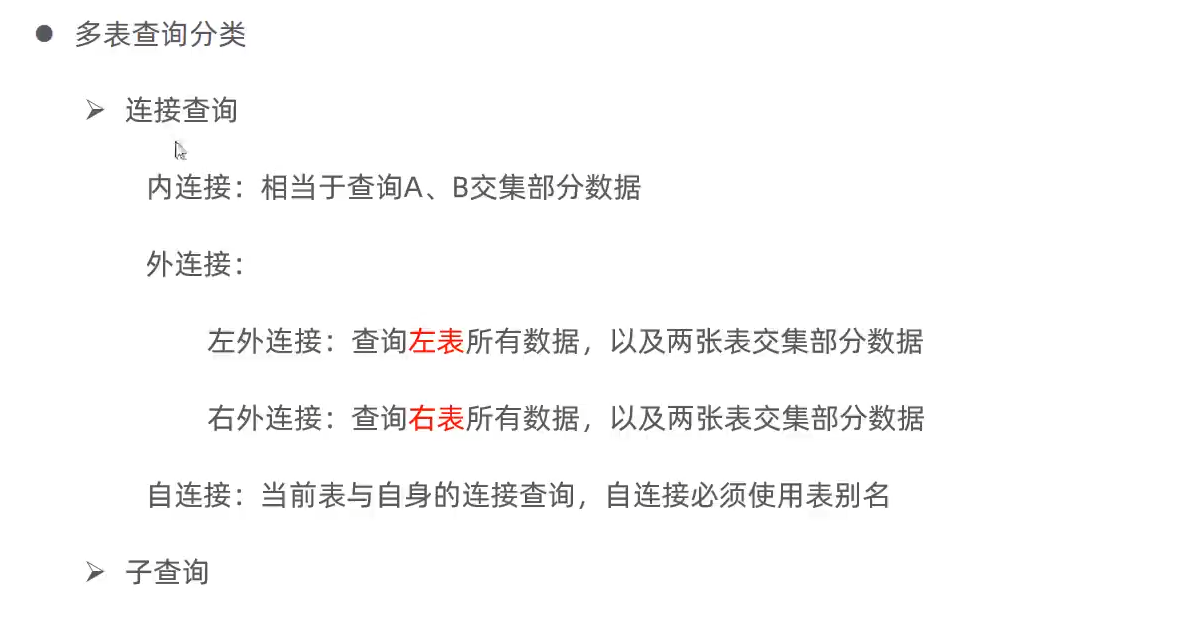 多表查询分类
连接查询
内连接：相当于查询A、B交集部分数据
外连接：
左外连接：查询左表所有数据，以及两张表交集部分数据
右外连接：查询右表所有数据，以及两张表交集部分数据
自连接：当前表与自身的连接查询，自连接必须使用表别名
子查询